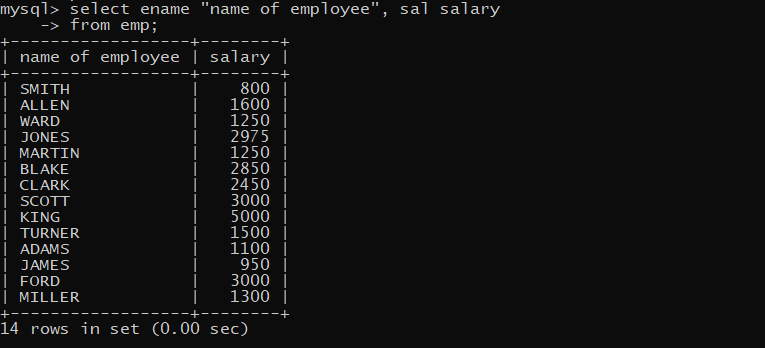 mysql> select ename "name of employee", sal salary
    -> from emp;
+------------------+--------+
| name of employee | salary |
+------------------+--------+
| SMITH            |    800 |
| ALLEN            |   1600 |
| WARD             |   1250 |
| JONES            |   2975 |
| MARTIN           |   1250 |
| BLAKE            |   2850 |
| CLARK            |   2450 |
| SCOTT            |   3000 |
| KING             |   5000 |
| TURNER           |   1500 |
| ADAMS            |   1100 |
| JAMES            |    950 |
| FORD             |   3000 |
| MILLER           |   1300 |
+------------------+--------+
14 rows in set (0.00 sec)